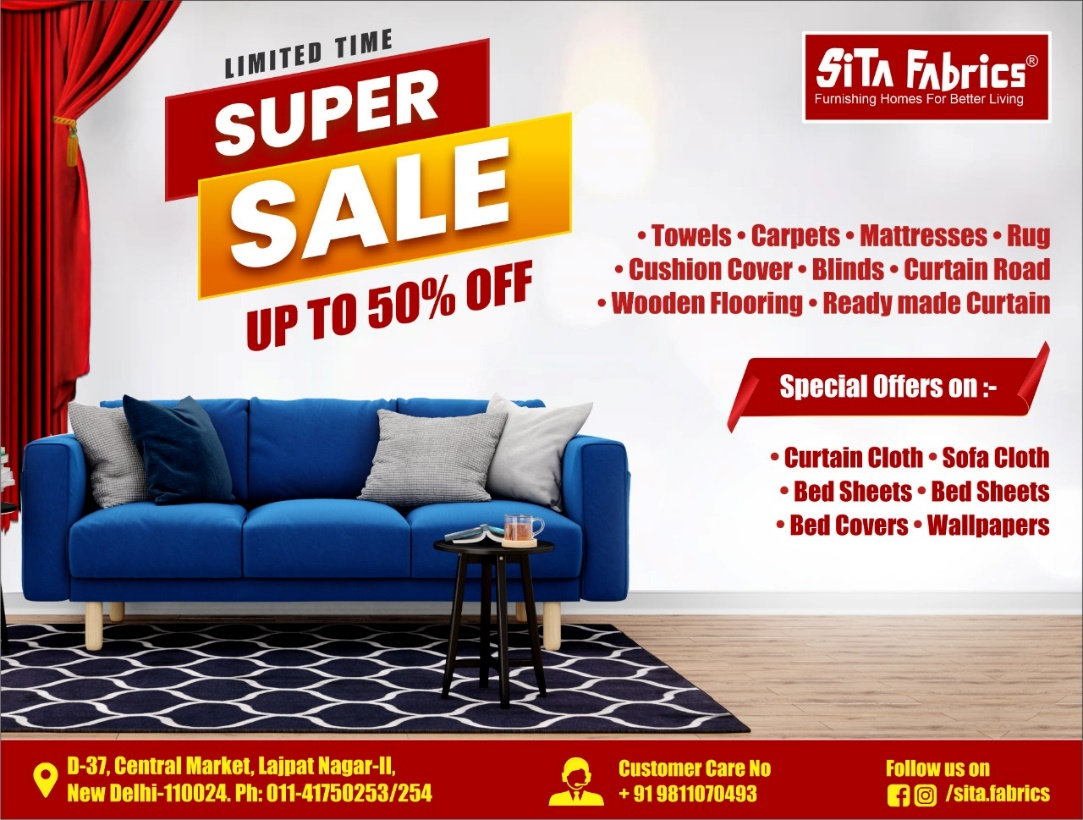 LIMITED TIME
SUPER
SALE
UP TO 50% OFF
SiTA FAbrics®
Furnishing Homes For Better Living
• Towels • Carpets • Mattresses • Rug
• Cushion Cover • Blinds • Curtain Road
• Wooden Flooring • Ready made Curtain
Special Offers on :-
• Curtain Cloth • Sofa Cloth
• Bed Sheets • Bed Sheets
• Bed Covers • Wallpapers
D-37, Central Market, Lajpat Nagar-II,
New Delhi-110024. Ph: 011-41750253/254
Customer Care No
+ 91 9811070493
Follow us on
/sita.fabrics